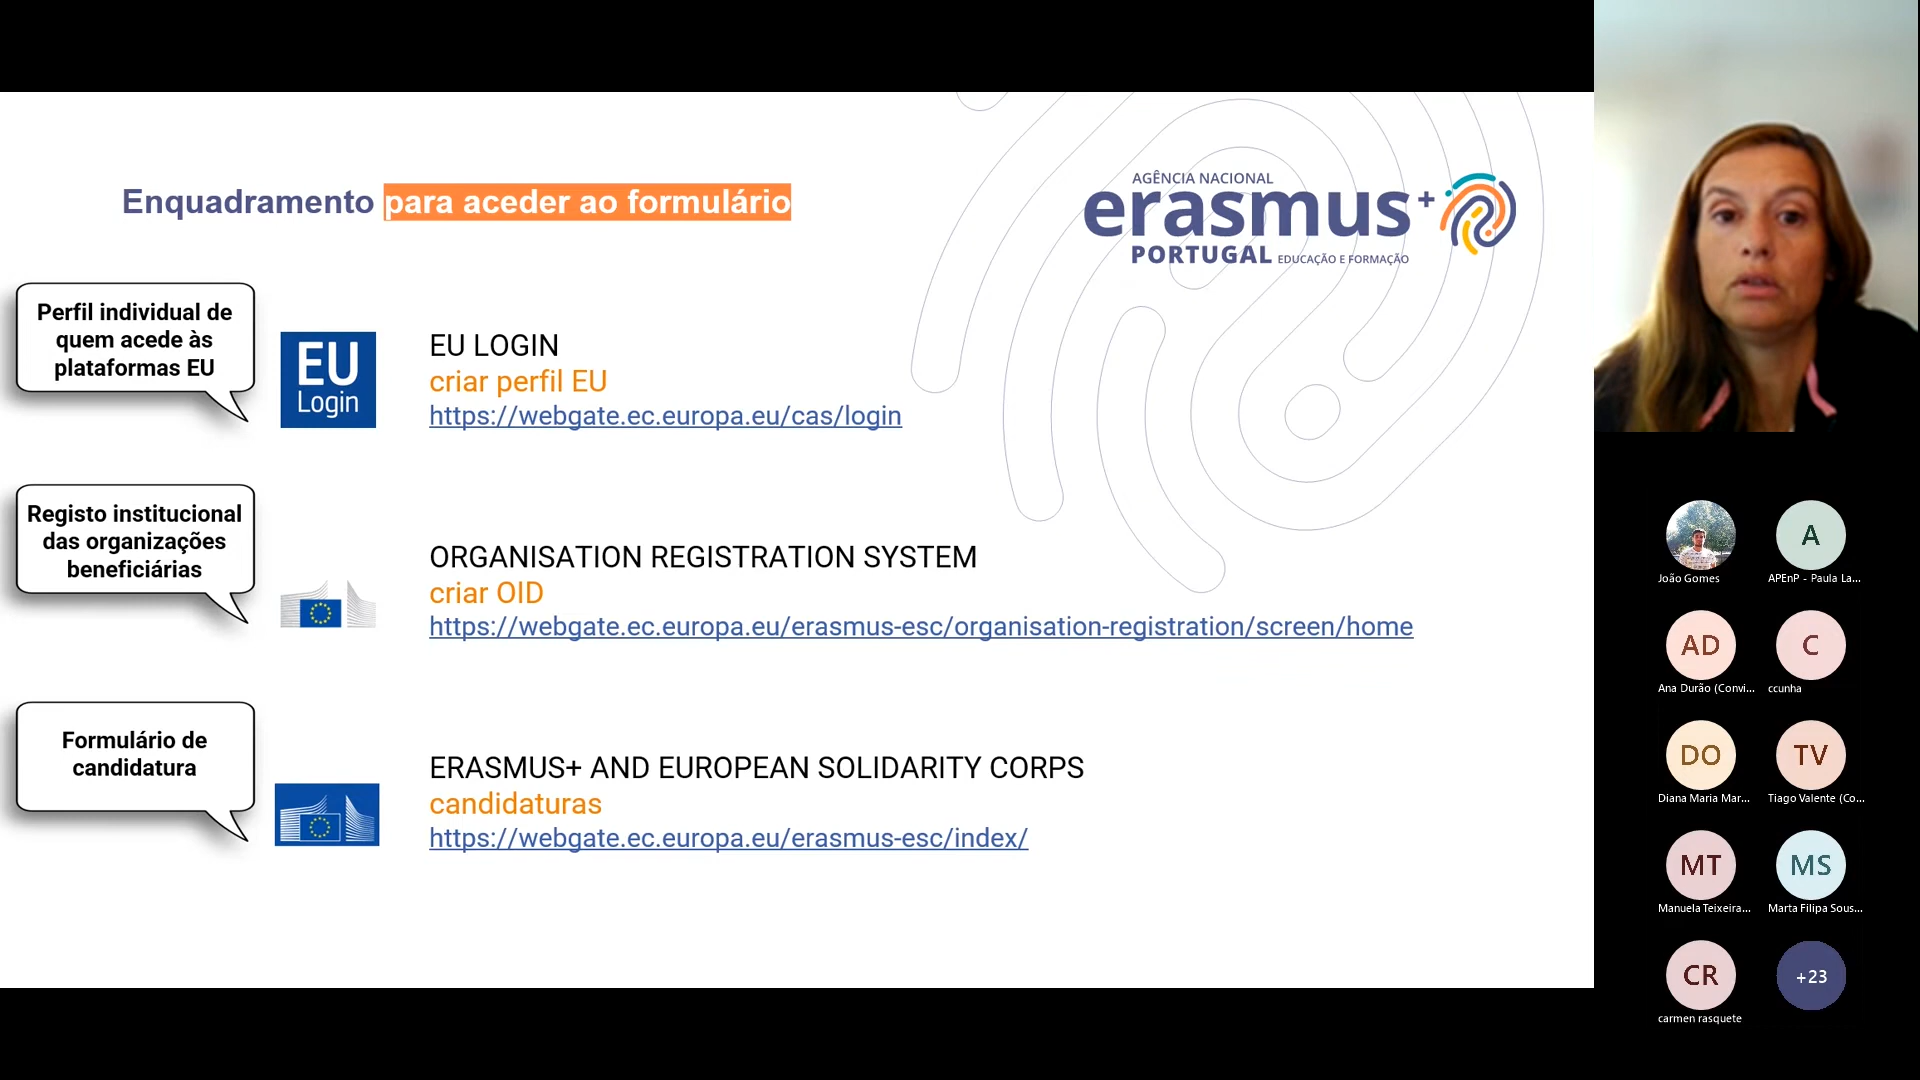 Enquadramento para aceder ao formulário
AGÊNCIA NACIONAL
erasmus+
PORTUGAL EDUCAÇÃO E FORMAÇÃO
Perfil individual de
quem acede às
plataformas EU
EU
Login
EU LOGIN
criar perfil EU
https://webgate.ec.europa.eu/cas/login
Registo institucional
das organizações
beneficiárias
ORGANISATION REGISTRATION SYSTEM
criar OID
https://webgate.ec.europa.eu/erasmus-esc/organisation-registration/screen/home
Formulário de
candidatura
ERASMUS+ AND EUROPEAN SOLIDARITY CORPS
candidaturas
https://webgate.ec.europa.eu/erasmus-esc/index/
A
João Gomes
APEnP - Paula La...
AD
C
Ana Durão (Convi...
ccunha
DO
TV
Diana Maria Mar...
Tiago Valente (Co...
MT
MS
Manuela Teixeira...
Marta Filipa Sous...
CR
+23
carmen rasquete